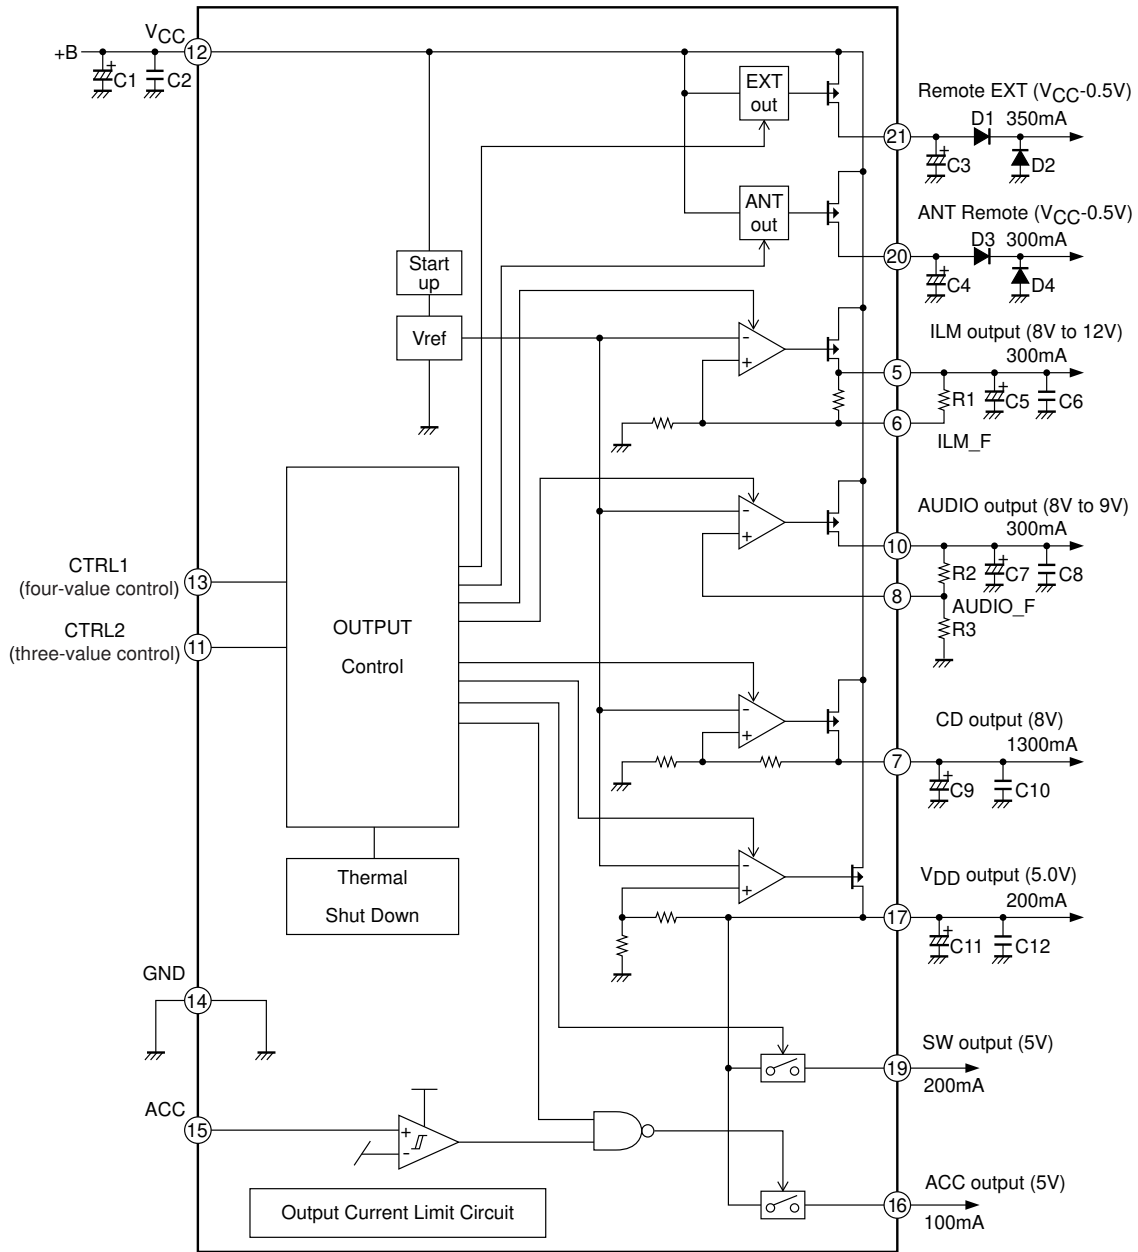 VCC
+B
12
C1
C2
EXT
out
Remote EXT (VCC-0.5V)
D1
350mA
21
C3
D2
ANT
out
ANT Remote (VCC-0.5V)
D3
300mA
20
C4
D4
Start
up
Vref
-
+
ILM output (8V to 12V)
300mA
5
R1
C5
C6
6
ILM_F
-
+
AUDIO output (8V to 9V)
300mA
10
R2
C7
C8
8
AUDIO_F
R3
CTRL1
(four-value control)
13
CTRL2
(three-value control)
11
OUTPUT
Control
-
+
CD output (8V)
1300mA
7
C9
C10
Thermal
Shut Down
-
+
VDD output (5.0V)
200mA
17
C11
C12
GND
14
SW output (5V)
19
200mA
ACC
15
+
-
ACC output (5V)
16
100mA
Output Current Limit Circuit